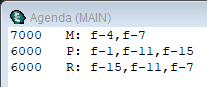 Agenda (MAIN)
7000 M: f-4,f-7
6000 P: f-1,f-11,f-15
6000 R: f-15,f-11,f-7